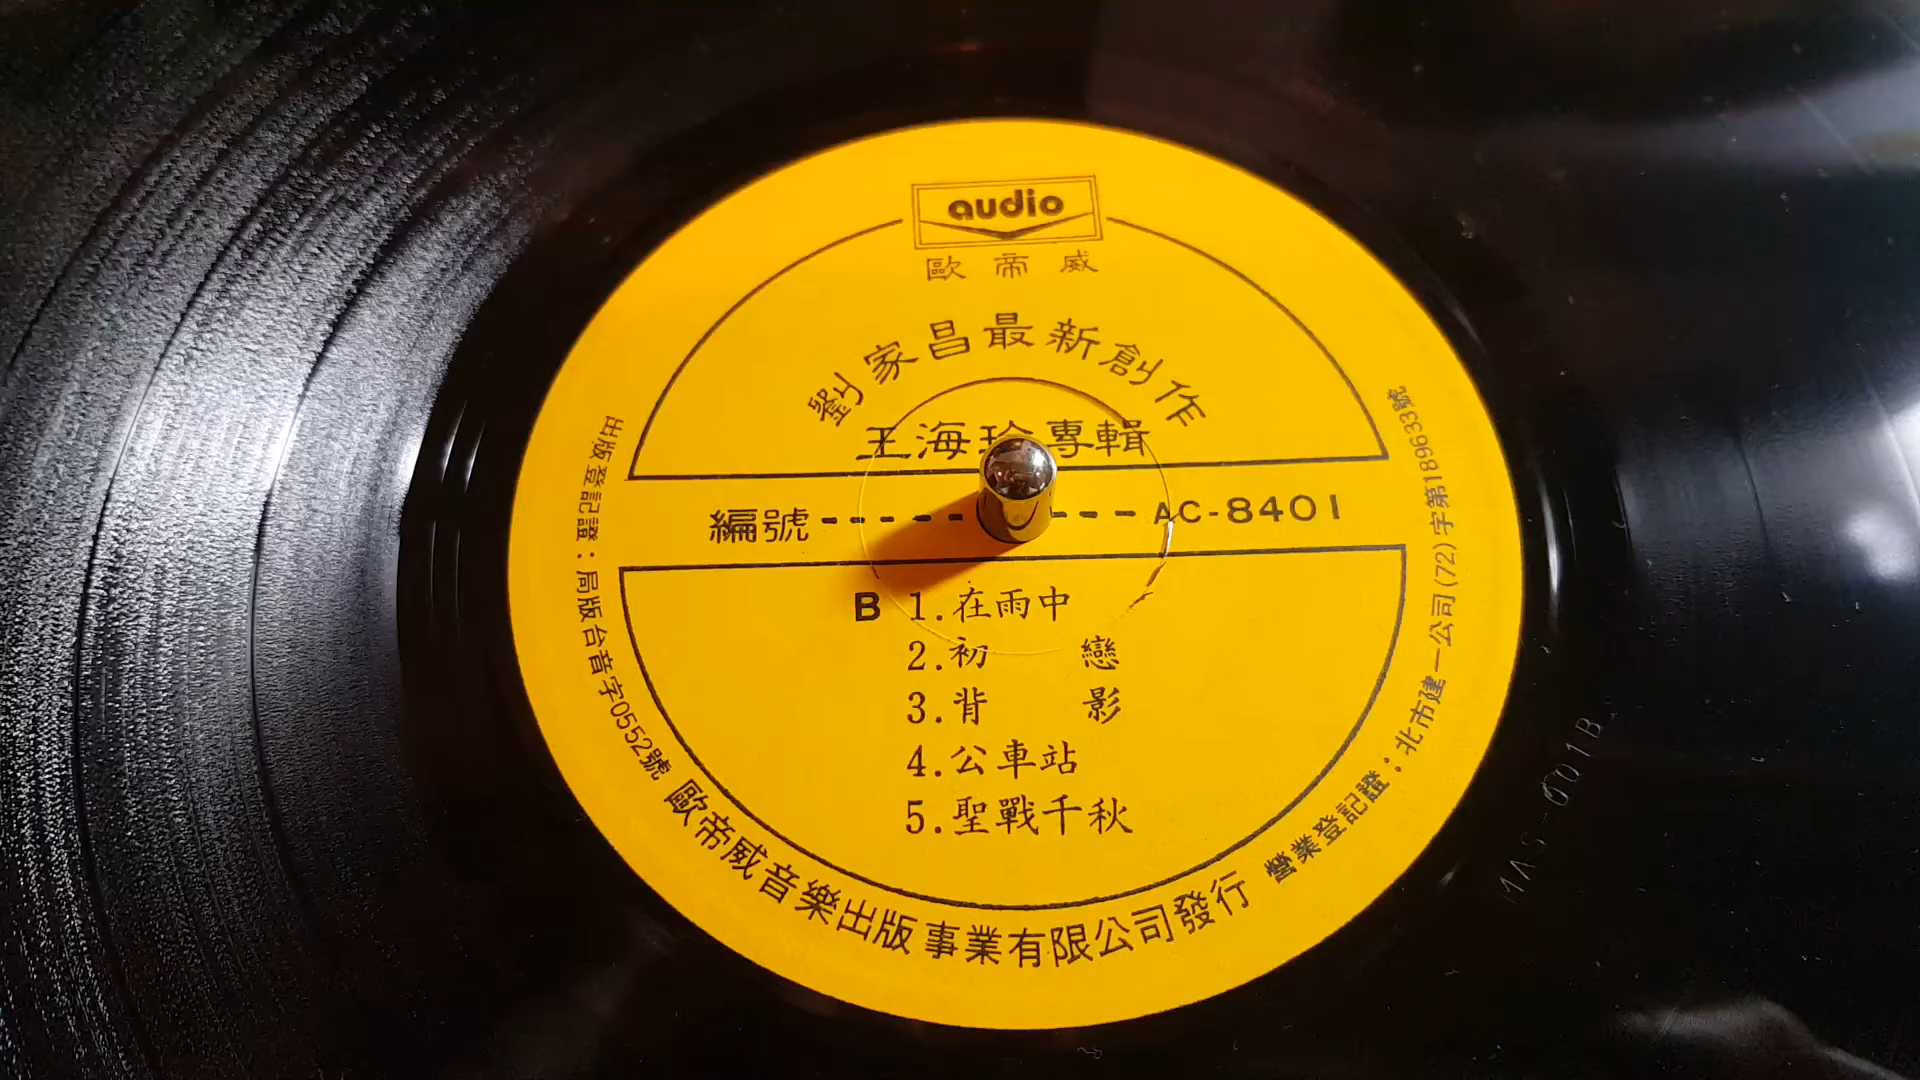 audio
歐帝威
劉家昌最新創作
王海玲專輯
編號-------AC-8401
B 1.在雨中
2.初 戀
3.背 影
4.公車站
5.聖戰千秋
出版登記證：局版台音字0552號
歐帝威音樂出版事業有限公司發行
營業登記證：北市建一公司(72)字第189633號
MAS-001B